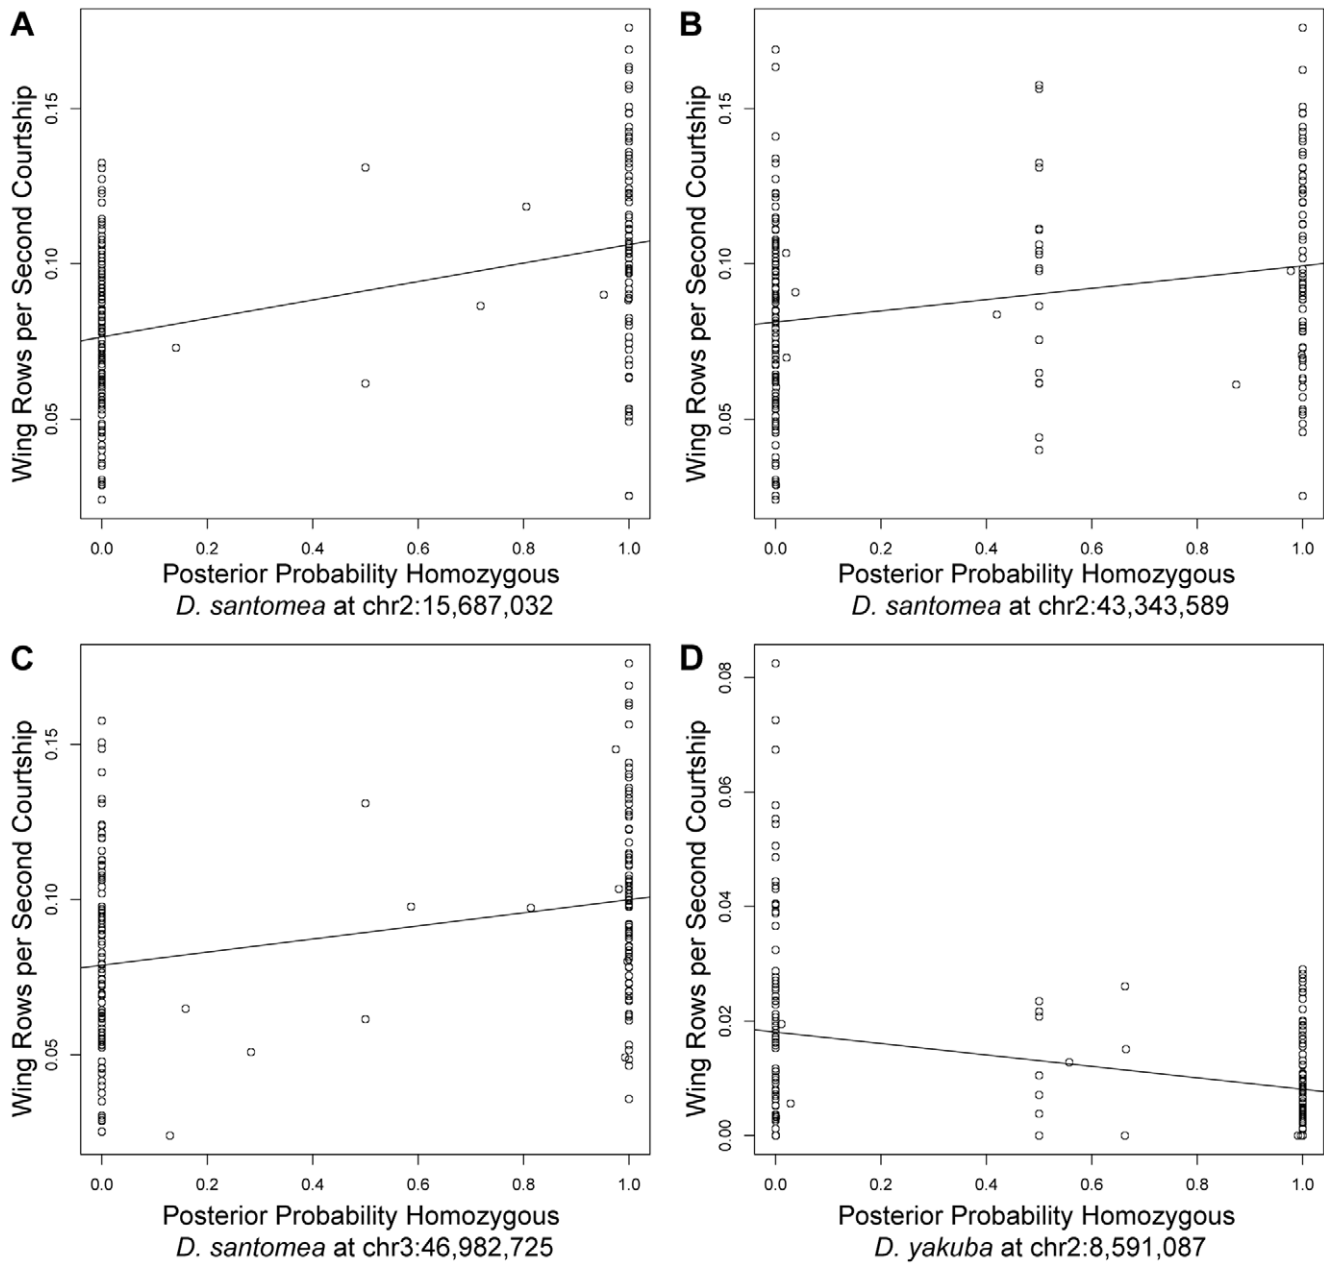 A
Wing Rows per Second Courtship
0.15
0.10
0.05
0.0 0.2 0.4 0.6 0.8 1.0
Posterior Probability Homozygous
D. santomea at chr2:15,687,032
B
Wing Rows per Second Courtship
0.15
0.10
0.05
0.0 0.2 0.4 0.6 0.8 1.0
Posterior Probability Homozygous
D. santomea at chr2:43,343,589
C
Wing Rows per Second Courtship
0.15
0.10
0.05
0.0 0.2 0.4 0.6 0.8 1.0
Posterior Probability Homozygous
D. santomea at chr3:46,982,725
D
Wing Rows per Second Courtship
0.08
0.06
0.04
0.02
0.00
0.0 0.2 0.4 0.6 0.8 1.0
Posterior Probability Homozygous
D. yakuba at chr2:8,591,087